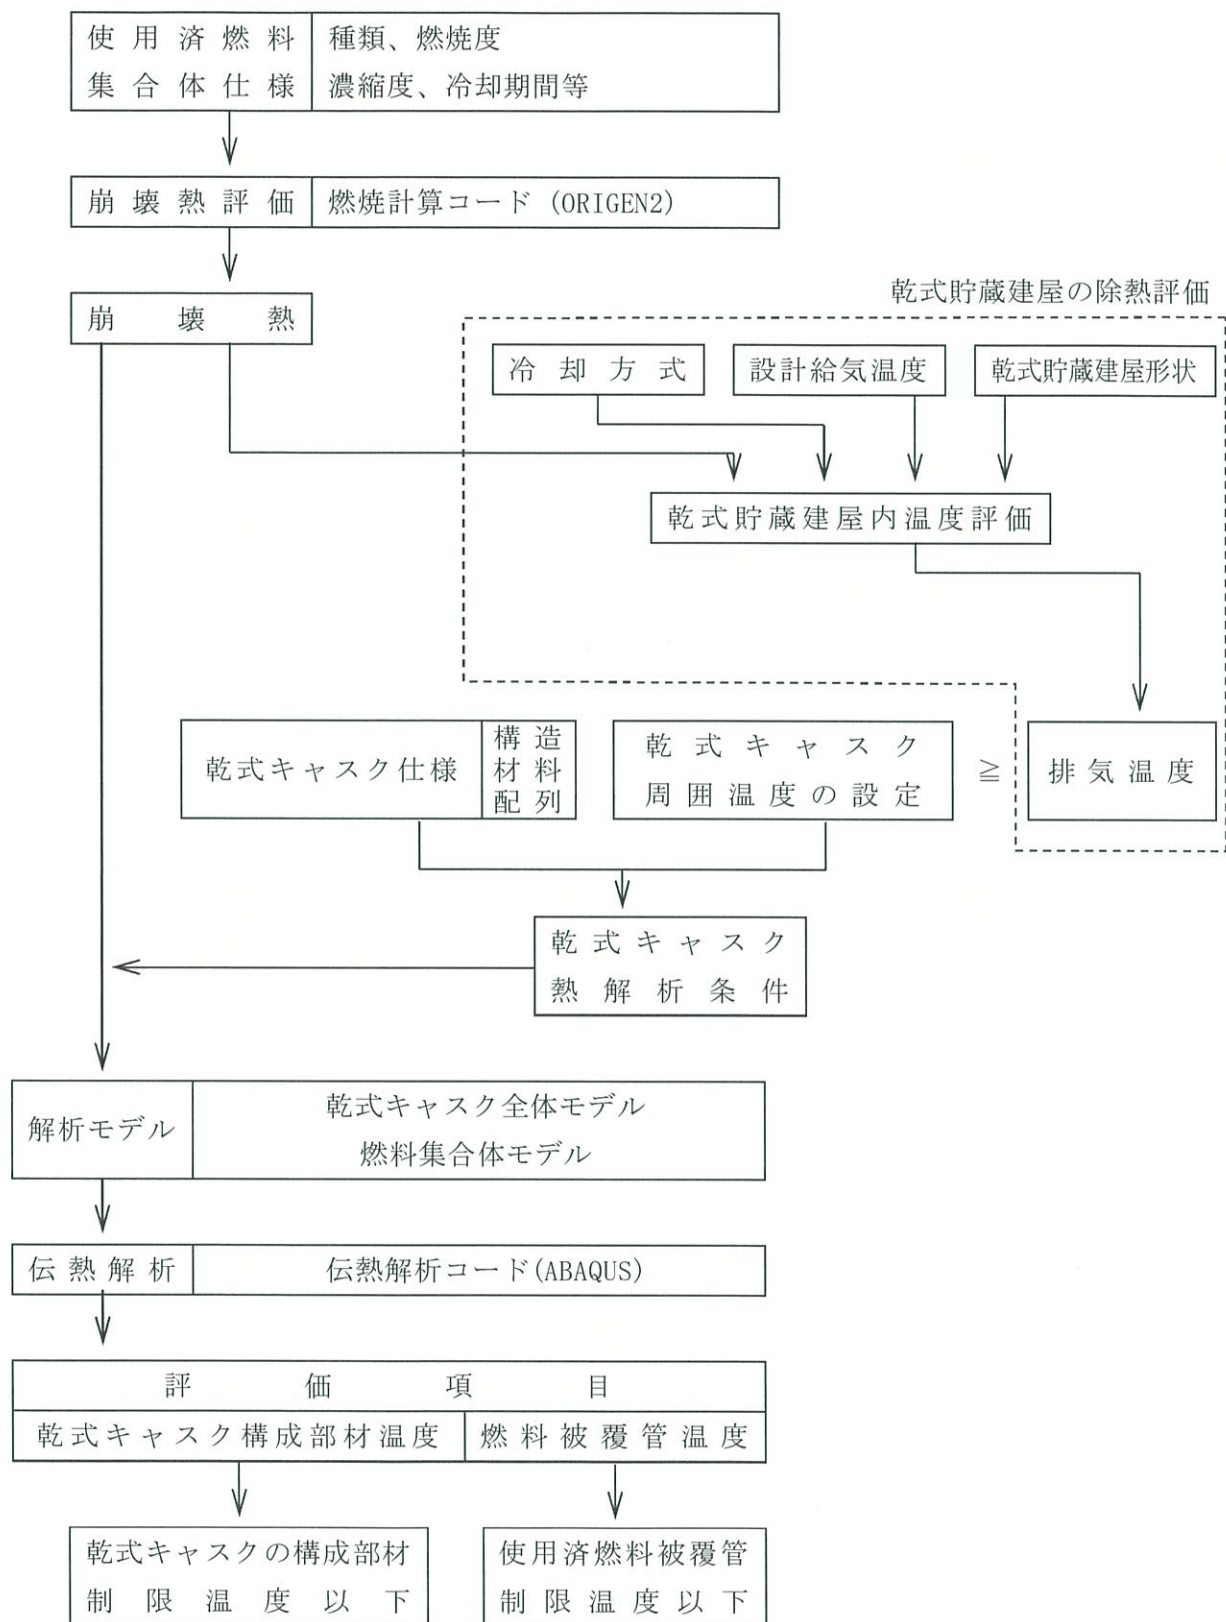 使用済燃料 種類、燃焼度
集合体仕様 濃縮度、冷却期間等
崩壊熱評価 燃焼計算コード (ORIGEN2)
崩壊熱
乾式貯蔵建屋の除熱評価
冷却方式 設計給気温度 乾式貯蔵建屋形状
乾式貯蔵建屋内温度評価
乾式キャスク仕様
構造
材料
配列
乾式キャスク
周囲温度の設定
≧
排気温度
乾式キャスク
熱解析条件
解析モデル
乾式キャスク全体モデル
燃料集合体モデル
伝熱解析 伝熱解析コード(ABAQUS)
評価項目
乾式キャスク構成部材温度 燃料被覆管温度
乾式キャスクの構成部材
制限温度以下
使用済燃料被覆管
制限温度以下